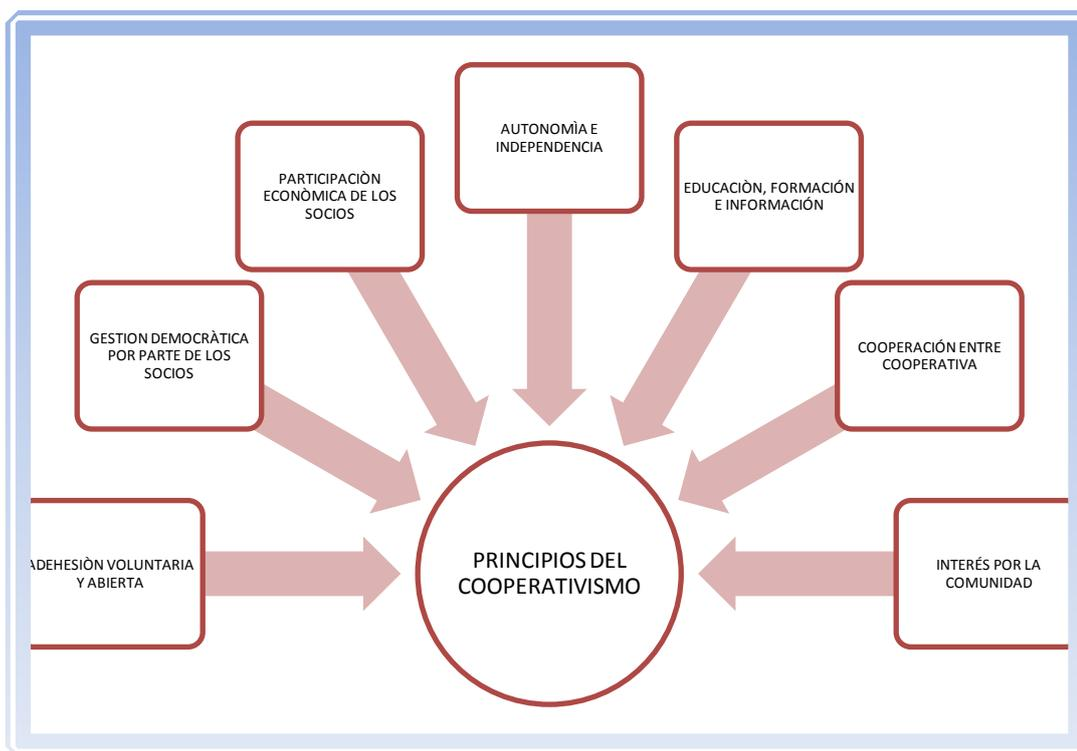 AUTONOMÌA E
INDEPENDENCIA
PARTICIPACIÒN
ECONÒMICA DE LOS
SOCIOS
EDUCACIÒN, FORMACIÓN
E INFORMACIÓN
GESTION DEMOCRÀTICA
POR PARTE DE LOS
SOCIOS
COOPERACIÓN ENTRE
COOPERATIVA
ADEHESIÒN VOLUNTARIA
Y ABIERTA
PRINCIPIOS DEL
COOPERATIVISMO
INTERÉS POR LA
COMUNIDAD